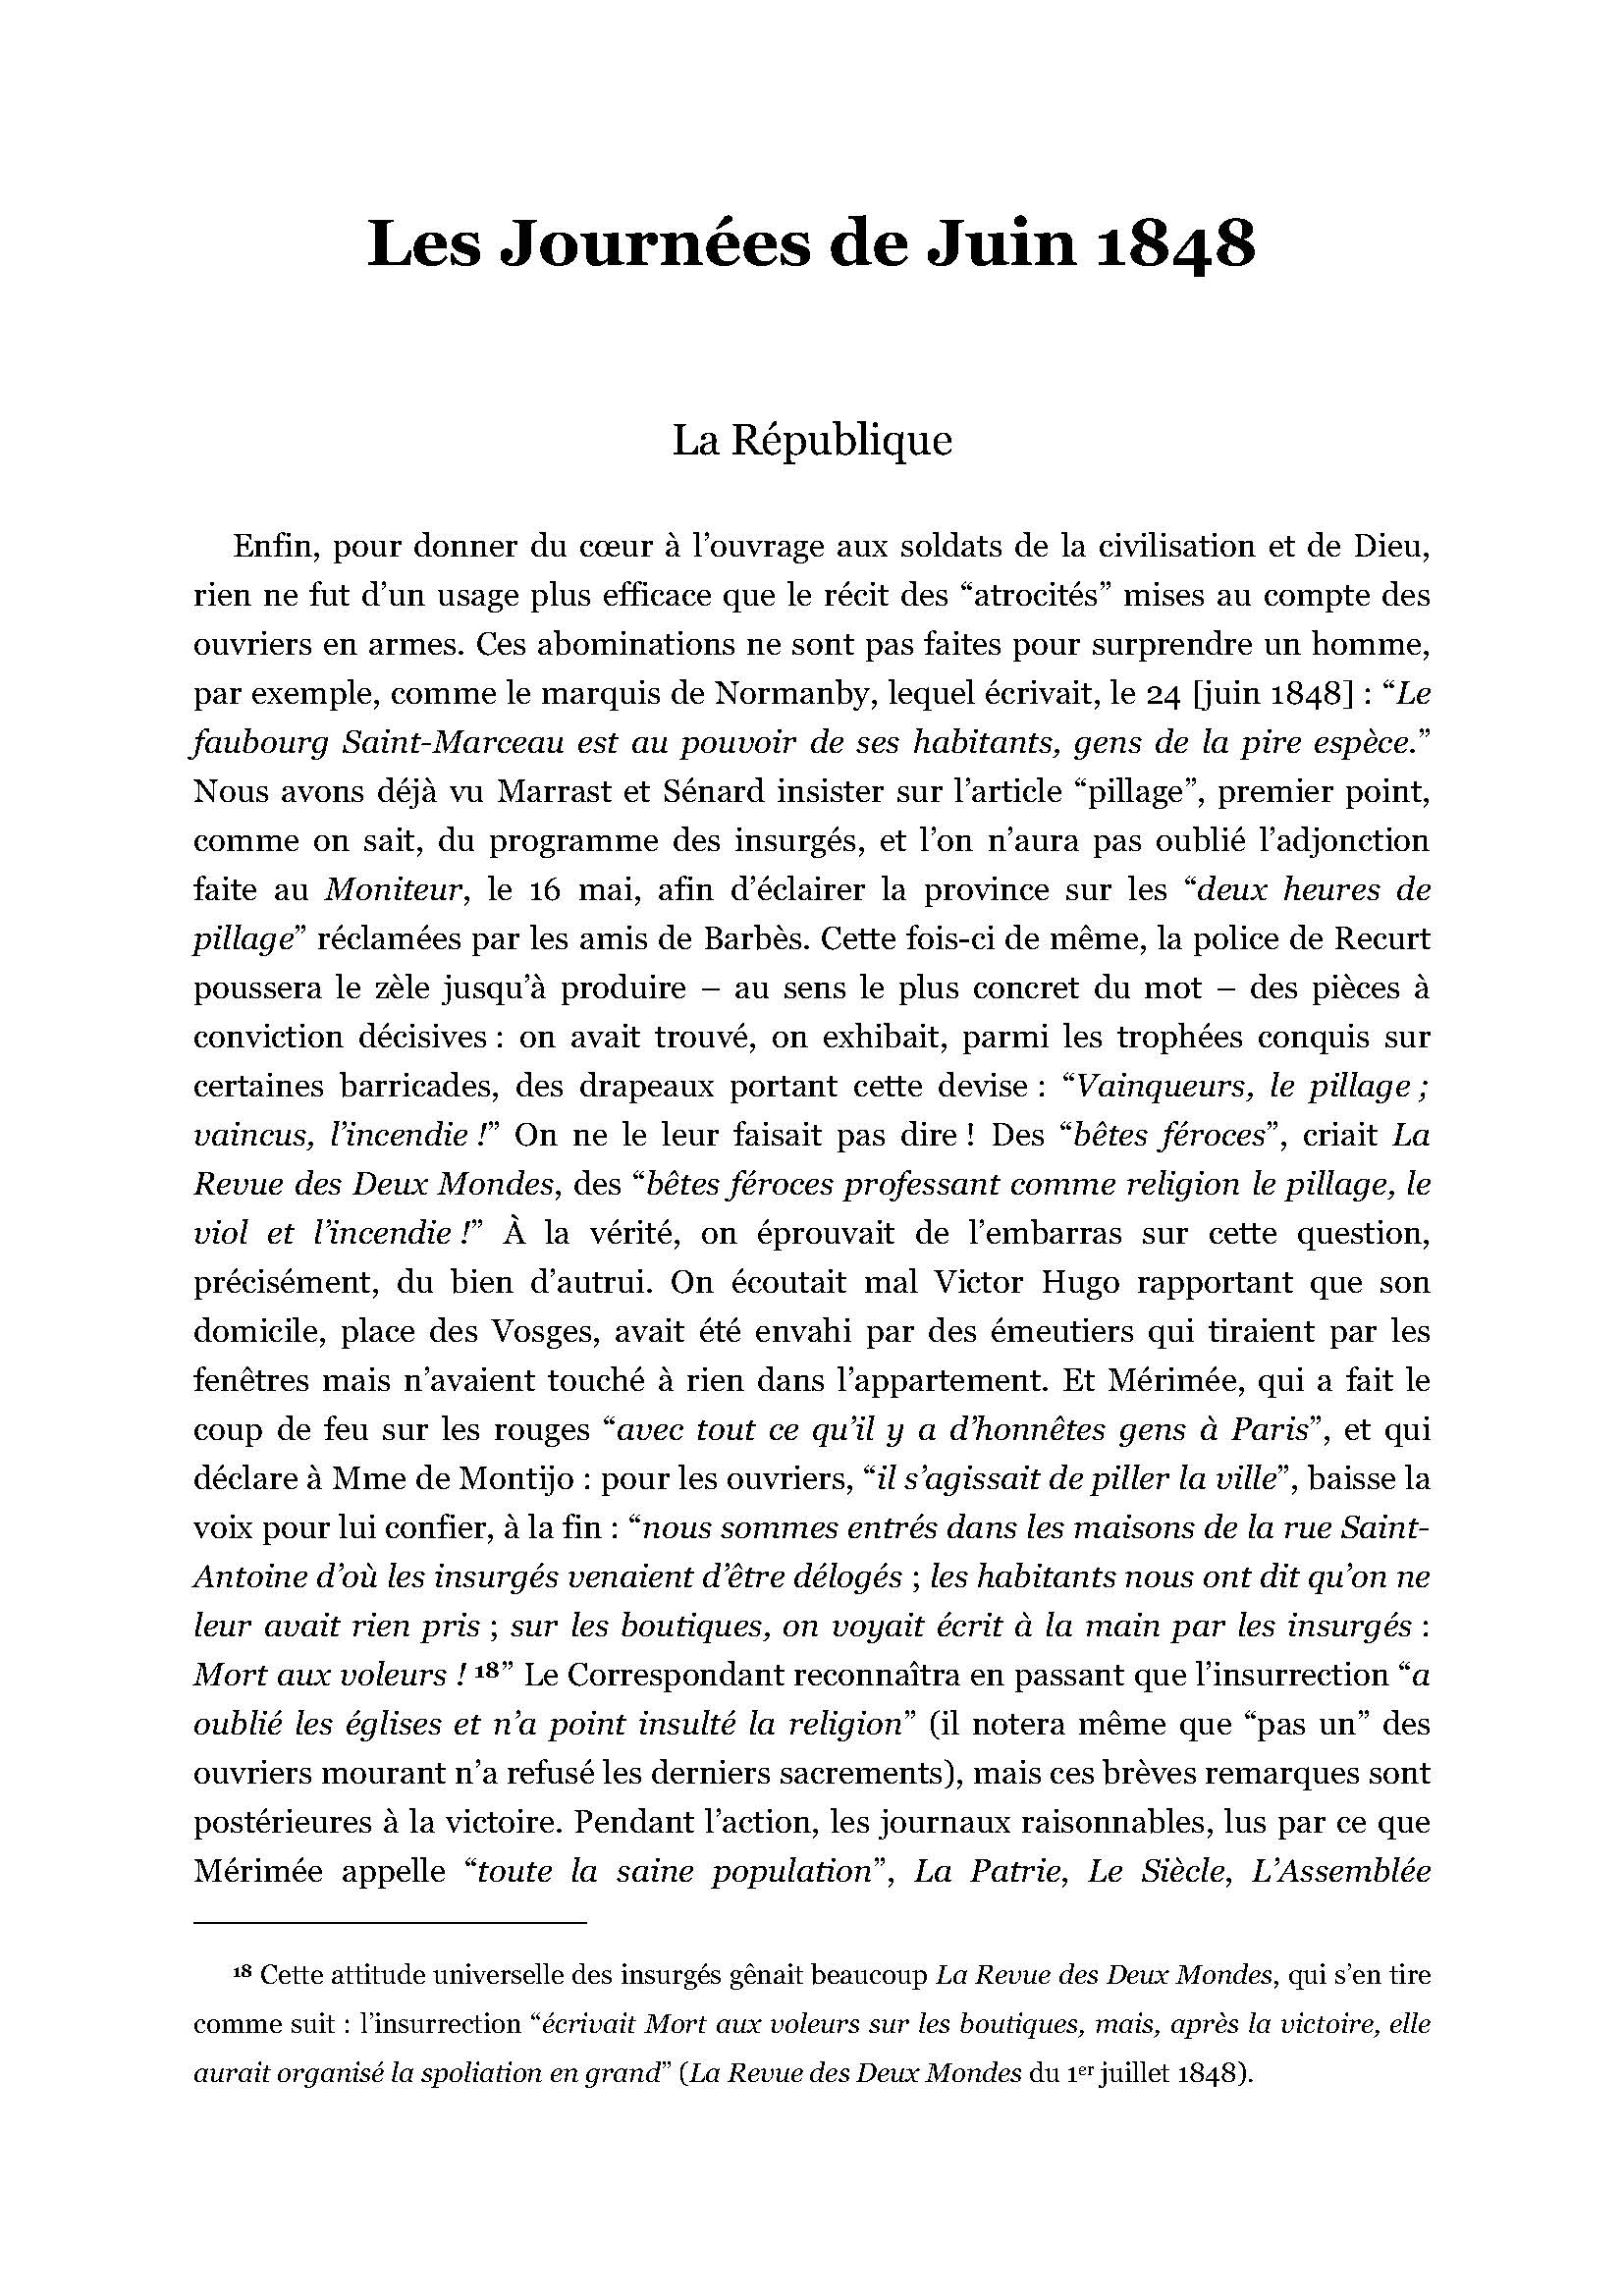 Les Journées de Juin 1848
La République
Enfin, pour donner du cœur à l’ouvrage aux soldats de la civilisation et de Dieu,
rien ne fut d’un usage plus efficace que le récit des “atrocités” mises au compte des
ouvriers en armes. Ces abominations ne sont pas faites pour surprendre un homme,
par exemple, comme le marquis de Normanby, lequel écrivait, le 24 [juin 1848] : “Le
faubourg Saint-Marceau est au pouvoir de ses habitants, gens de la pire espèce.”
Nous avons déjà vu Marrast et Sénard insister sur l’article “pillage”, premier point,
comme on sait, du programme des insurgés, et l’on n’aura pas oublié l’adjonction
faite au Moniteur, le 16 mai, afin d’éclairer la province sur les “deux heures de
pillage” réclamées par les amis de Barbès. Cette fois-ci de même, la police de Recurt
poussera le zèle jusqu’à produire – au sens le plus concret du mot – des pièces à
conviction décisives : on avait trouvé, on exhibait, parmi les trophées conquis sur
certaines barricades, des drapeaux portant cette devise : “Vainqueurs, le pillage ;
vaincus, l’incendie !” On ne le leur faisait pas dire ! Des “bêtes féroces”, criait La
Revue des Deux Mondes, des “bêtes féroces professant comme religion le pillage, le
viol et l’incendie !” À la vérité, on éprouvait de l’embarras sur cette question,
précisément, du bien d’autrui. On écoutait mal Victor Hugo rapportant que son
domicile, place des Vosges, avait été envahi par des émeutiers qui tiraient par les
fenêtres mais n’avaient touché à rien dans l’appartement. Et Mérimée, qui a fait le
coup de feu sur les rouges “avec tout ce qu’il y a d’honnêtes gens à Paris”, et qui
déclare à Mme de Montijo : pour les ouvriers, “il s’agissait de piller la ville”, baisse la
voix pour lui confier, à la fin : “nous sommes entrés dans les maisons de la rue Saint-
Antoine d’où les insurgés venaient d’être délogés ; les habitants nous ont dit qu’on ne
leur avait rien pris ; sur les boutiques, on voyait écrit à la main par les insurgés :
Mort aux voleurs ! 18” Le Correspondant reconnaîtra en passant que l’insurrection “a
oublié les églises et n’a point insulté la religion” (il notera même que “pas un” des
ouvriers mourant n’a refusé les derniers sacrements), mais ces brèves remarques sont
postérieures à la victoire. Pendant l’action, les journaux raisonnables, lus par ce que
Mérimée appelle “toute la saine population”, La Patrie, Le Siècle, L’Assemblée
18 Cette attitude universelle des insurgés gênait beaucoup La Revue des Deux Mondes, qui s’en tire
comme suit : l’insurrection “écrivait Mort aux voleurs sur les boutiques, mais, après la victoire, elle
aurait organisé la spoliation en grand” (La Revue des Deux Mondes du 1er juillet 1848).